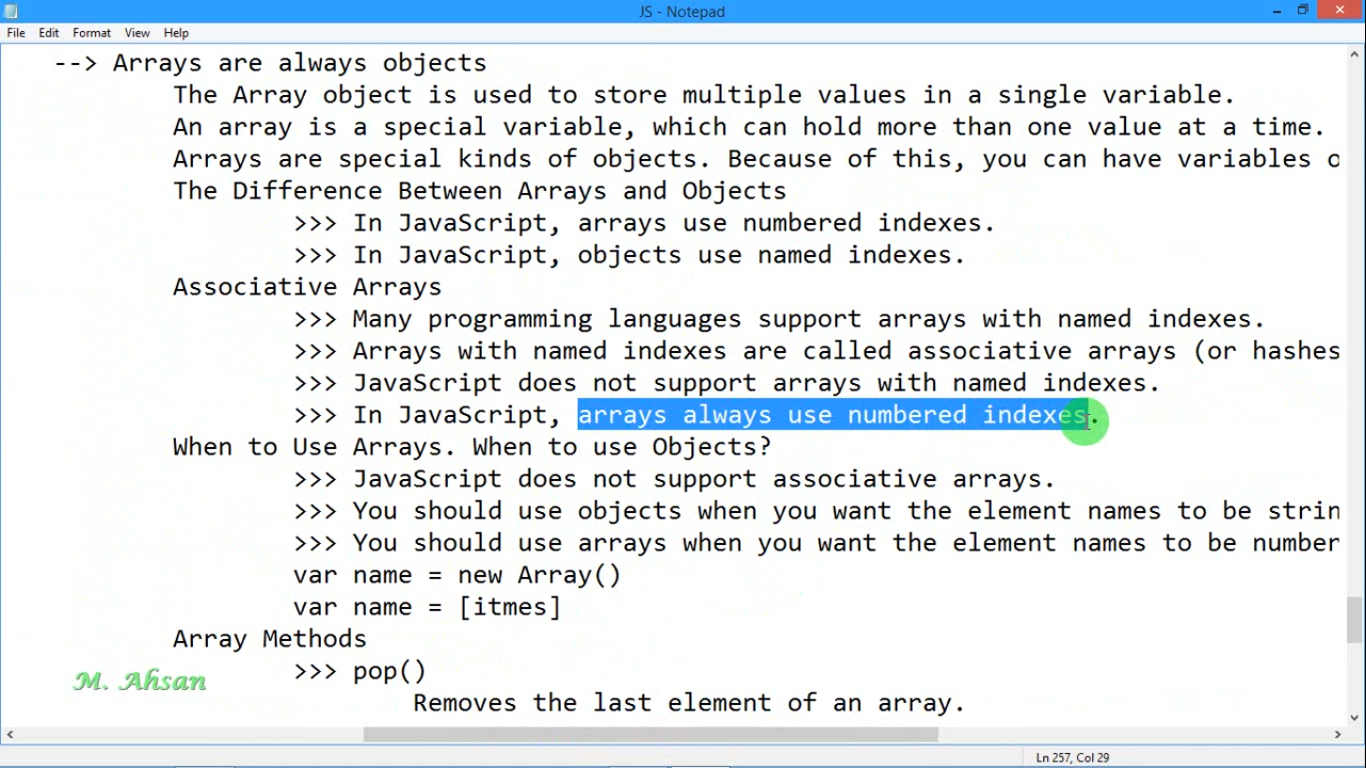 JS - Notepad
File Edit Format View Help
--> Arrays are always objects
The Array object is used to store multiple values in a single variable.
An array is a special variable, which can hold more than one value at a time.
Arrays are special kinds of objects. Because of this, you can have variables o
The Difference Between Arrays and Objects
>>> In JavaScript, arrays use numbered indexes.
>>> In JavaScript, objects use named indexes.
Associative Arrays
>>> Many programming languages support arrays with named indexes.
>>> Arrays with named indexes are called associative arrays (or hashes
>>> JavaScript does not support arrays with named indexes.
>>> In JavaScript, arrays always use numbered indexes.
When to Use Arrays. When to use Objects?
>>> JavaScript does not support associative arrays.
>>> You should use objects when you want the element names to be strin
>>> You should use arrays when you want the element names to be number
var name = new Array()
var name = [itmes]
Array Methods
>>> pop()
Removes the last element of an array.
M. Ahsan
Ln 257, Col 29